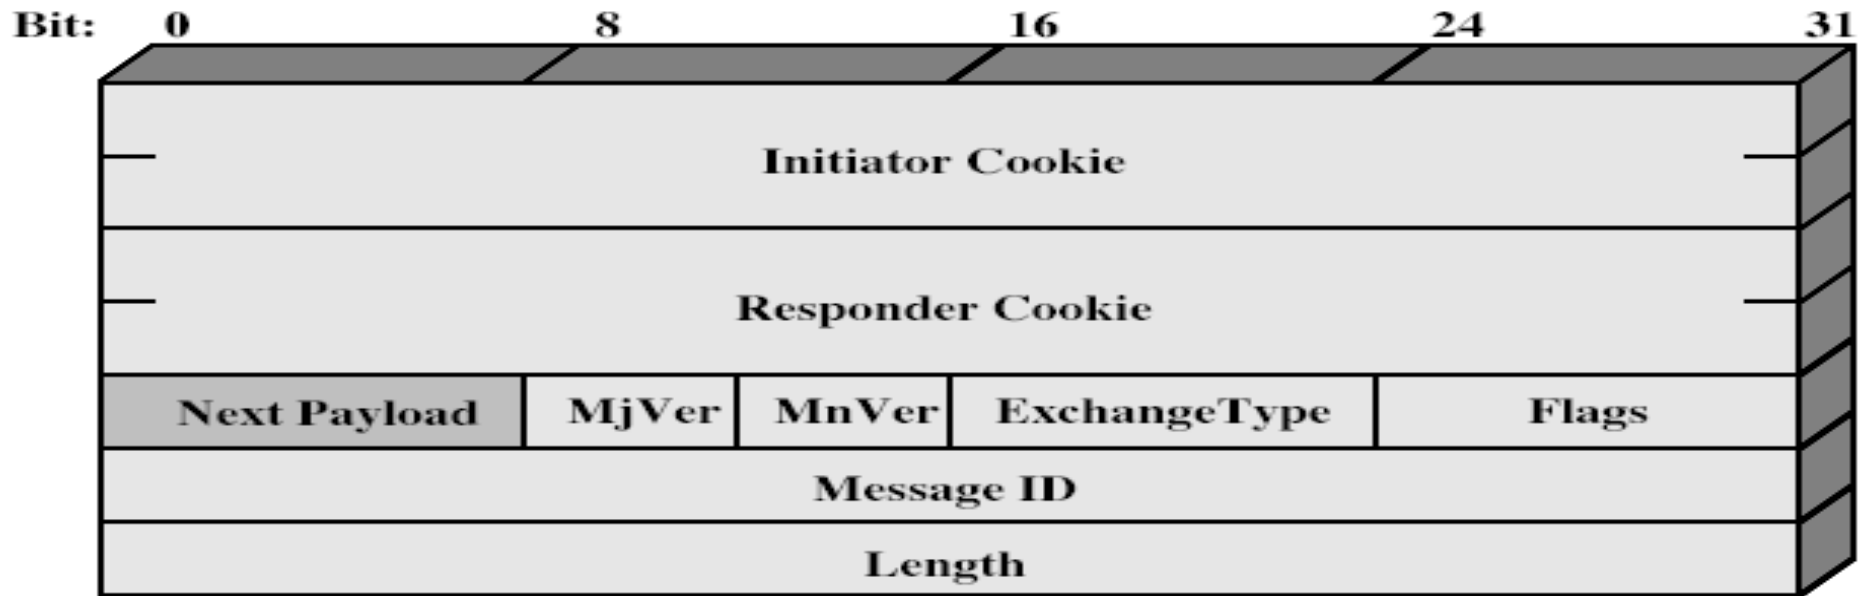 Bit: 0 8 16 24 31
Initiator Cookie
Responder Cookie
Next Payload MjVer MnVer ExchangeType Flags
Message ID
Length